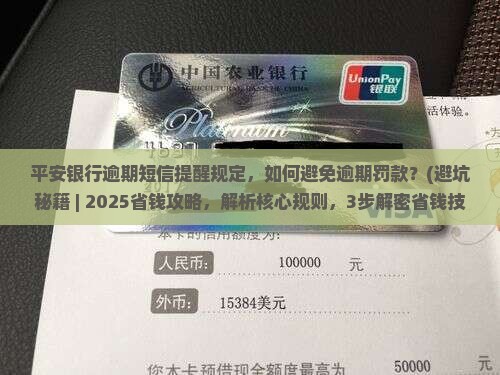 中国农业银行
AGRICULTURAL BANK OF CHINA
UnionPay
银联
活体验。
Platinum
平安银行逾期短信提醒规定，如何避免逾期罚款？(避坑
秘籍 | 2025省钱攻略，解析核心规则，3步解密省钱技
本卡的信用额度为
人民币：
100000 元
外币：
15384美元
您本卡预借现金额度最高为
50000 元